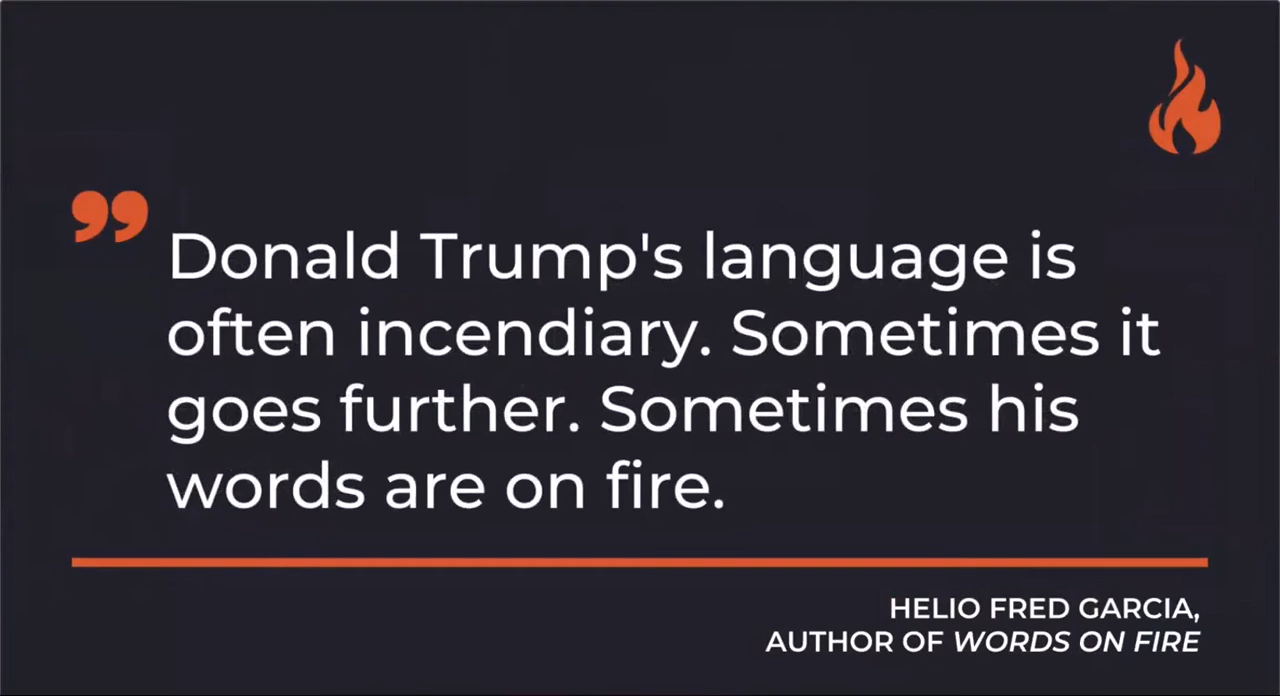 ” Donald Trump's language is
often incendiary. Sometimes it
goes further. Sometimes his
words are on fire.
HELIO FRED GARCIA,
AUTHOR OF WORDS ON FIRE